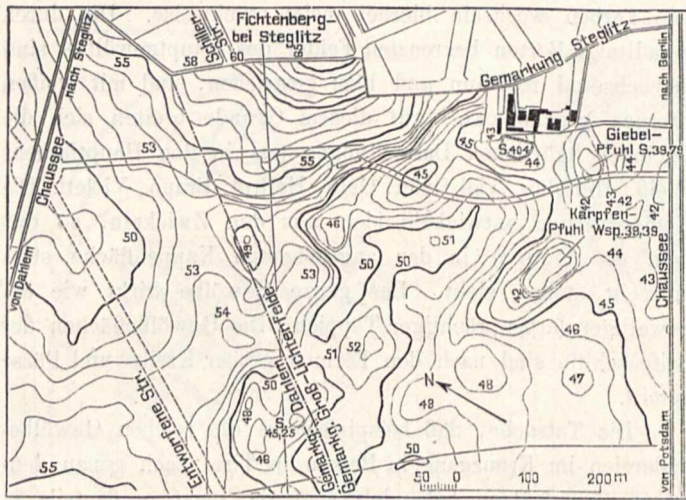 Fichtenberg-
bei Steglitz
Schiller-
Str.
nach Steglitz
Chaussee
von Dahlem
55
58
60
65
Gemarkung Steglitz
nach Berlin
Giebel-
Pfuhl S.39,79
S.40,4
43
44
45
44
53
55
45
46
49
42
43
42
42
Karpfen-
Pfuhl Wsp.39,39
50
53
53
50
51
50
50
44
43
42
45
Chaussee
54
Entworfene Str.
Gemarkg. Dahlem
Gemarkg. Groß-Lichterfelde
50
51
52
46
47
48
48
48
S.
45,25
48
N
50
55
0
100
200 m
von Potsdam